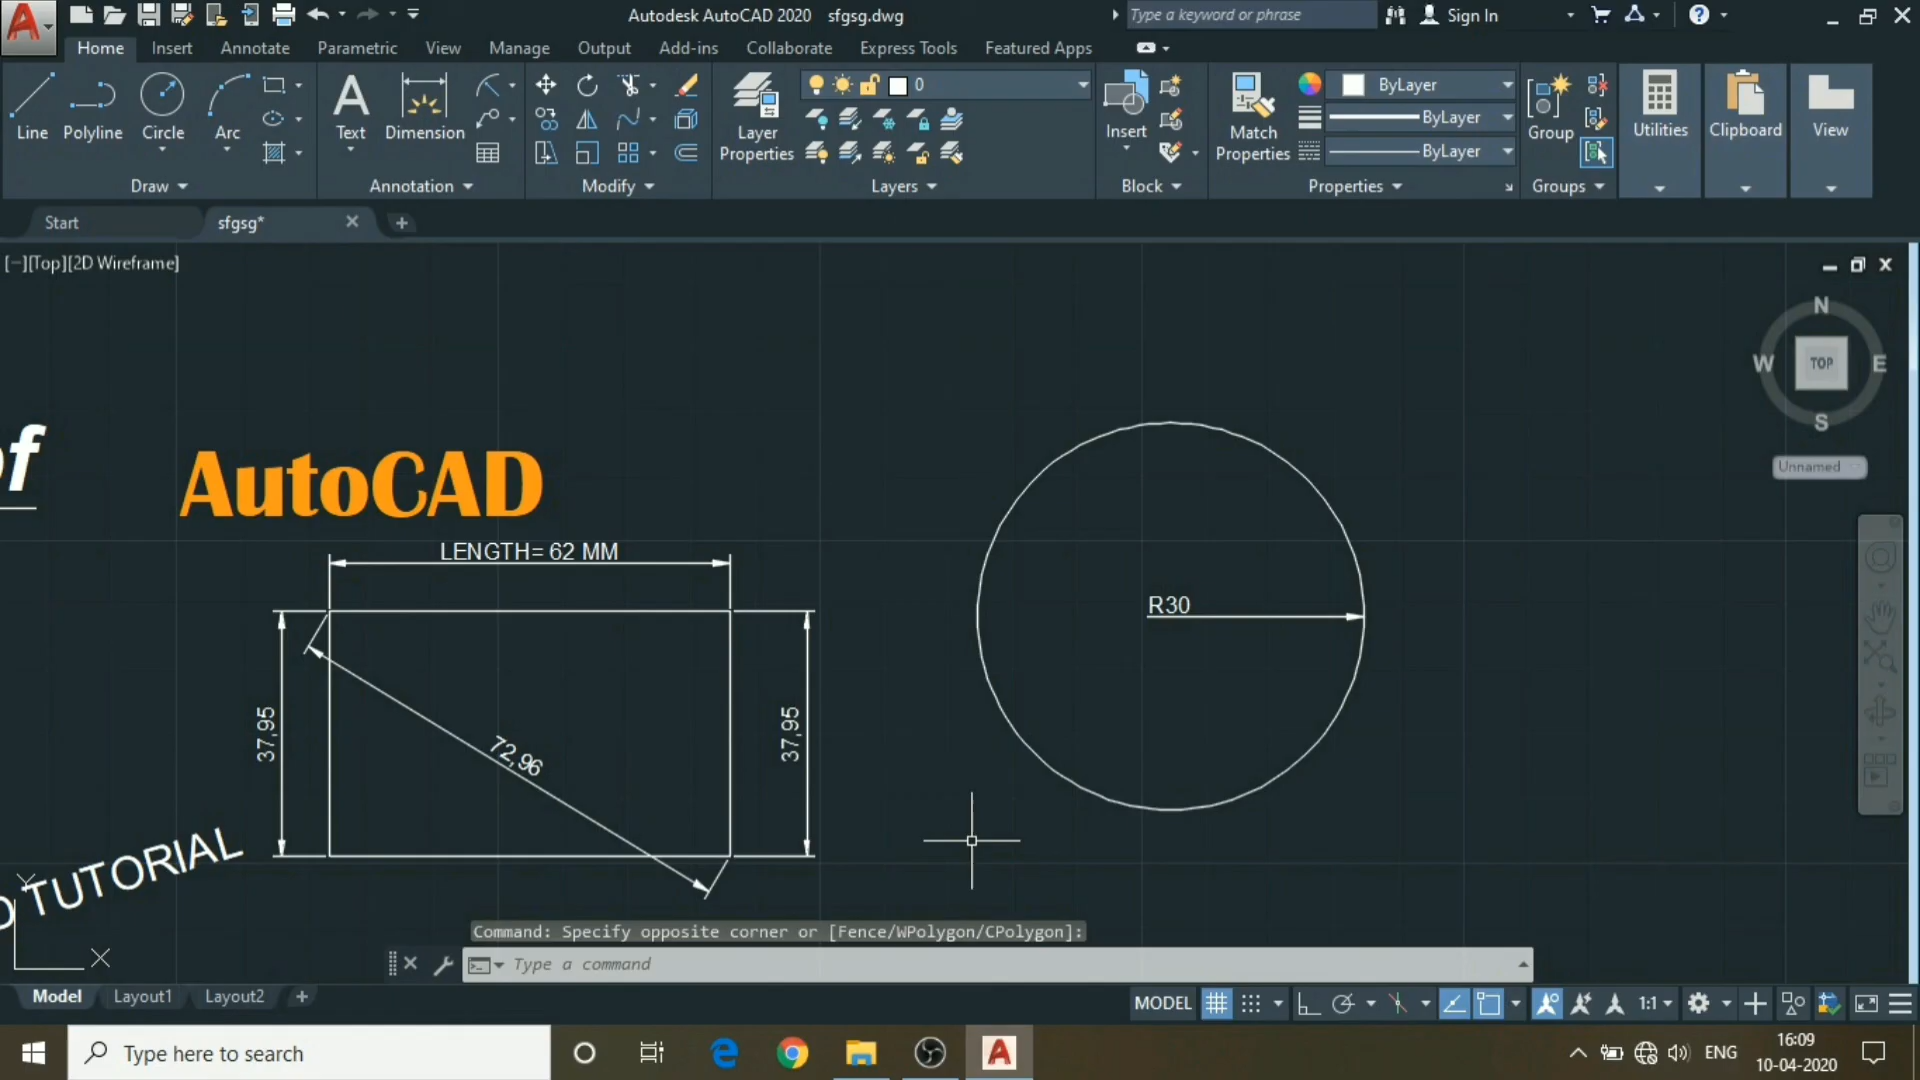 Autodesk AutoCAD 2020 sfgsg.dwg
Type a keyword or phrase
Sign In
Home Insert Annotate Parametric View Manage Output Add-ins Collaborate Express Tools Featured Apps
0
ByLayer
ByLayer
ByLayer
Line Polyline Circle Arc
Text Dimension
Layer
Properties
Insert
Match
Properties
Group
Utilities Clipboard View
Draw Annotation Modify Layers Block Properties Groups
Start sfgsg*
[−][Top][2D Wireframe]
N
W TOP E
S
Unnamed
of
AutoCAD
LENGTH= 62 MM
R30
37,95
72,96
37,95
D TUTORIAL
Command: Specify opposite corner or [Fence/WPolygon/CPolygon]:
Type a command
Model Layout1 Layout2
MODEL
1:1
Type here to search
ENG
16:09
10-04-2020